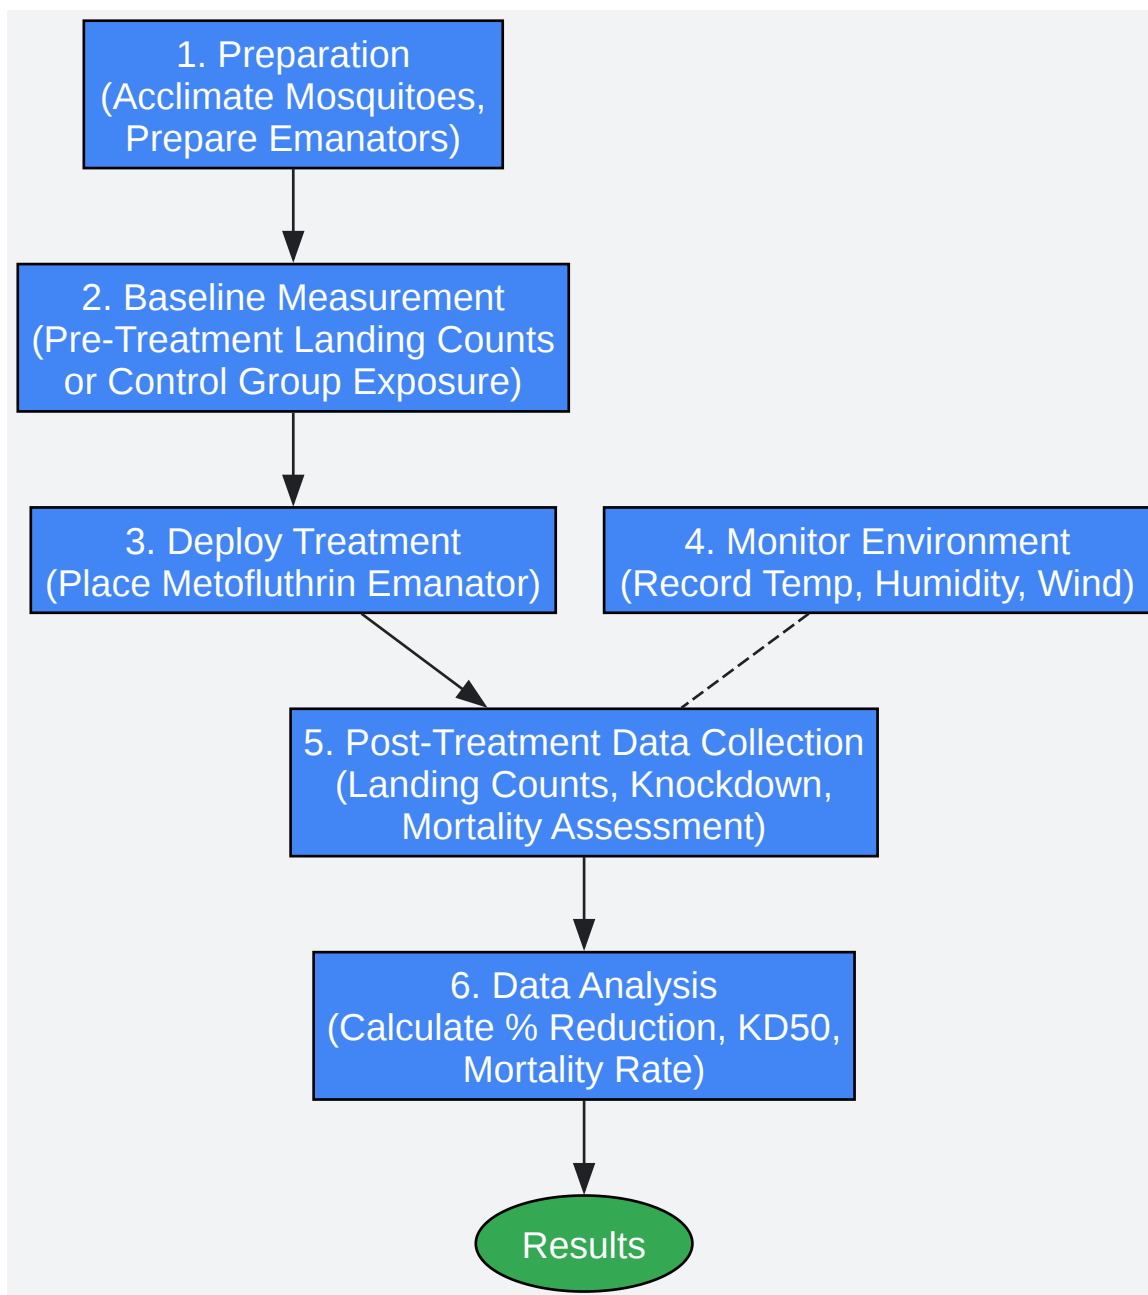 1. Preparation
(Acclimate Mosquitoes,
Prepare Emanators)
2. Baseline Measurement
(Pre-Treatment Landing Counts
or Control Group Exposure)
3. Deploy Treatment
(Place Metofluthrin Emanator)
4. Monitor Environment
(Record Temp, Humidity, Wind)
5. Post-Treatment Data Collection
(Landing Counts, Knockdown,
Mortality Assessment)
6. Data Analysis
(Calculate % Reduction, KD50,
Mortality Rate)
Results